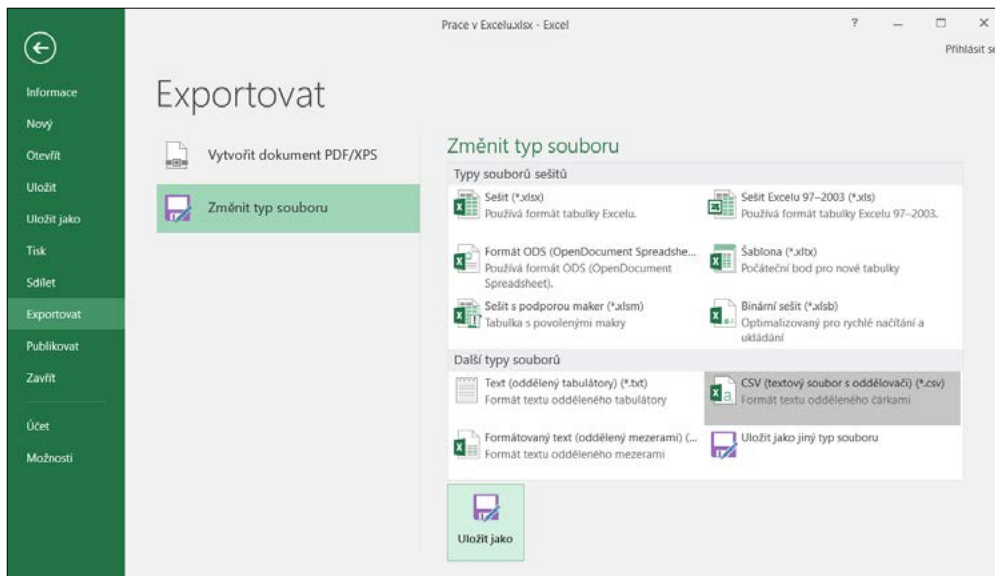 Prace v Excelu.xlsx - Excel
?
Přihlásit se
Informace
Nový
Otevřít
Uložit
Uložit jako
Tisk
Sdílet
Exportovat
Publikovat
Zavřít
Účet
Možnosti
Exportovat
Vytvořit dokument PDF/XPS
Změnit typ souboru
Změnit typ souboru
Typy souborů sešitů
Sešit (*.xlsx)
Používá formát tabulky Excelu.
Sešit Excelu 97–2003 (*.xls)
Používá formát tabulky Excelu 97–2003.
Formát ODS (OpenDocument Spreadshe...
Používá formát ODS (OpenDocument
Spreadsheet).
Šablona (*.xltx)
Počáteční bod pro nové tabulky
Sešit s podporou maker (*.xlsm)
Tabulka s povolenými makry
Binární sešit (*.xlsb)
Optimalizovaný pro rychlé načítání a
ukládání
Další typy souborů
Text (oddělený tabulátory) (*.txt)
Formát textu odděleného tabulátory
CSV (textový soubor s oddělovači) (*.csv)
Formát textu odděleného čárkami
Formátovaný text (oddělený mezerami) (...
Formát textu odděleného mezerami
Uložit jako jiný typ souboru
Uložit jako